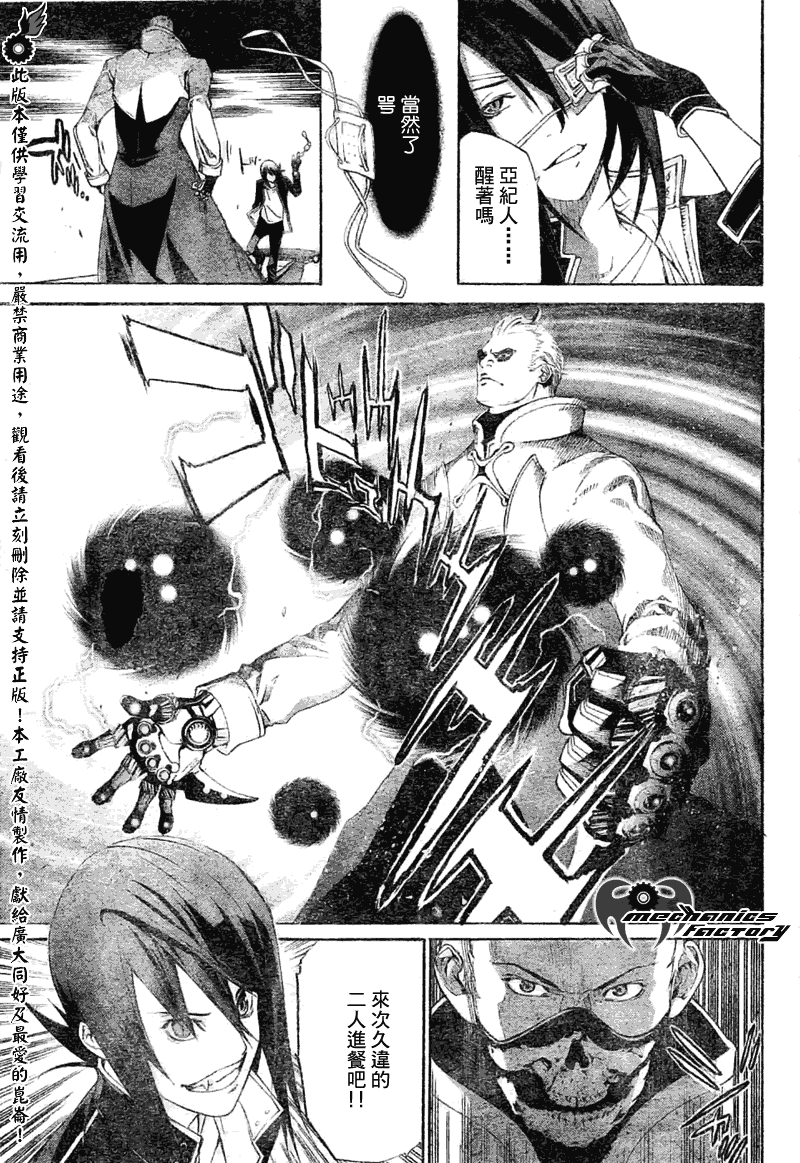 亞紀人……
醒著嗎
當然了
咢
來次久違的
二人進餐吧!!
mechanics
factory
此版本僅供學習交流用，嚴禁商業用途，觀看後請立刻刪除並請支持正版！本工廠友情製作，獻給廣大同好及最愛的崑崙！